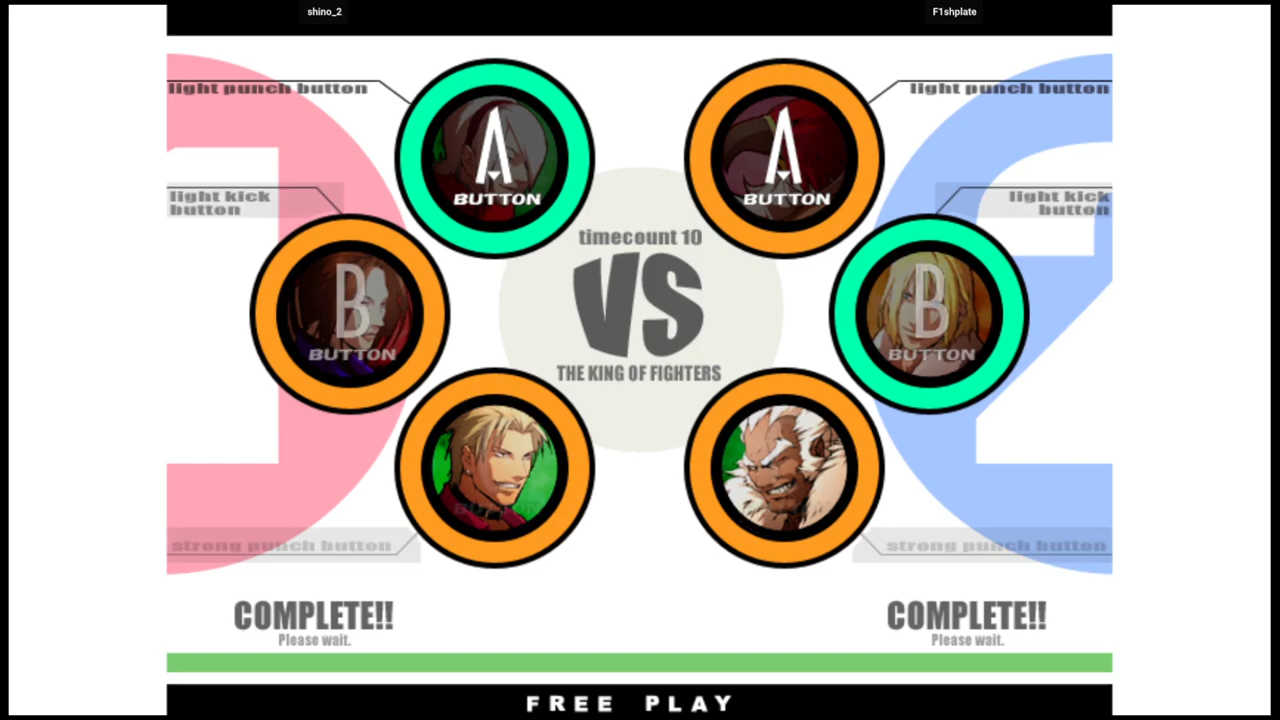 shino_2
F1shplate
light punch button
light punch button
A
BUTTON
A
BUTTON
light kick
button
light kick
button
timecount 10
VS
THE KING OF FIGHTERS
B
BUTTON
B
BUTTON
BUTTON
strong punch button
strong punch button
COMPLETE!!
Please wait.
COMPLETE!!
Please wait.
FREE PLAY